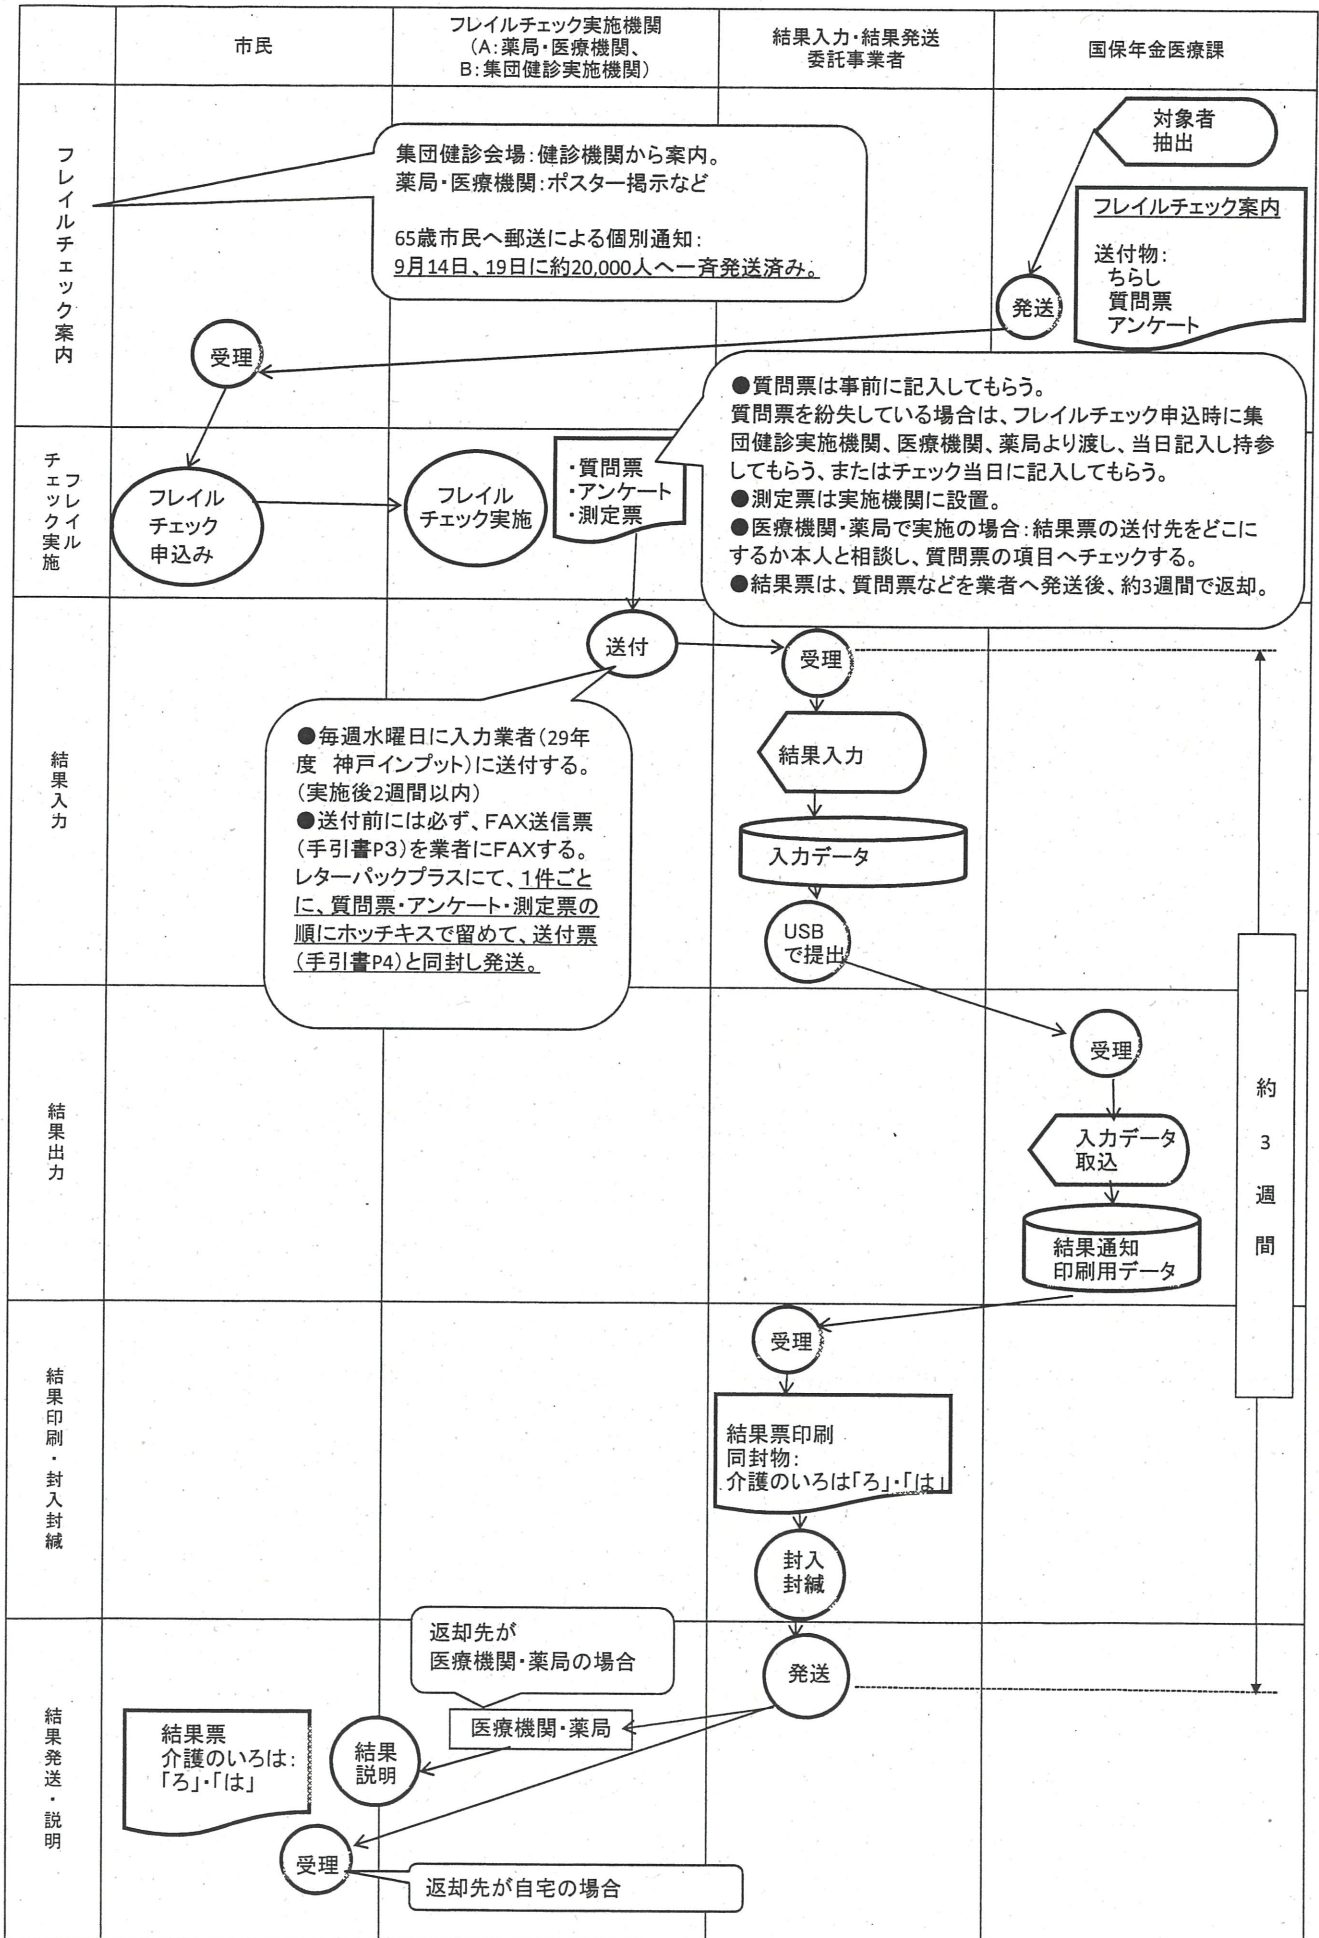 市民
フレイルチェック実施機関
(A:薬局・医療機関、
B:集団健診実施機関)
結果入力・結果発送
委託事業者
国保年金医療課
フレイルチェック案内
集団健診会場:健診機関から案内。
薬局・医療機関:ポスター掲示など
65歳市民へ郵送による個別通知:
9月14日、19日に約20,000人へ一斉発送済み。
対象者
抽出
フレイルチェック案内
送付物:
ちらし
質問票
アンケート
発送
受理
●質問票は事前に記入してもらう。
質問票を紛失している場合は、フレイルチェック申込時に集
団健診実施機関、医療機関、薬局より渡し、当日記入し持参
してもらう、またはチェック当日に記入してもらう。
●測定票は実施機関に設置。
●医療機関・薬局で実施の場合:結果票の送付先をどこに
するか本人と相談し、質問票の項目へチェックする。
●結果票は、質問票などを業者へ発送後、約3週間で返却。
フレイル
チェック実施
フレイル
チェック
申込み
フレイル
チェック実施
・質問票
・アンケート
・測定票
結果入力
送付
受理
●毎週水曜日に入力業者(29年
度 神戸インプット)に送付する。
(実施後2週間以内)
●送付前には必ず、FAX送信票
(手引書P3)を業者にFAXする。
レターパックプラスにて、1件ごと
に、質問票・アンケート・測定票の
順にホッチキスで留めて、送付票
(手引書P4)と同封し発送。
結果入力
入力データ
USB
で提出
結果出力
受理
入力データ
取込
結果通知
印刷用データ
約3週間
結果印刷・封入封緘
受理
結果票印刷
同封物:
介護のいろは「ろ」・「は」
封入
封緘
結果発送・説明
返却先が
医療機関・薬局の場合
発送
医療機関・薬局
結果
説明
結果票
介護のいろは:
「ろ」・「は」
受理
返却先が自宅の場合